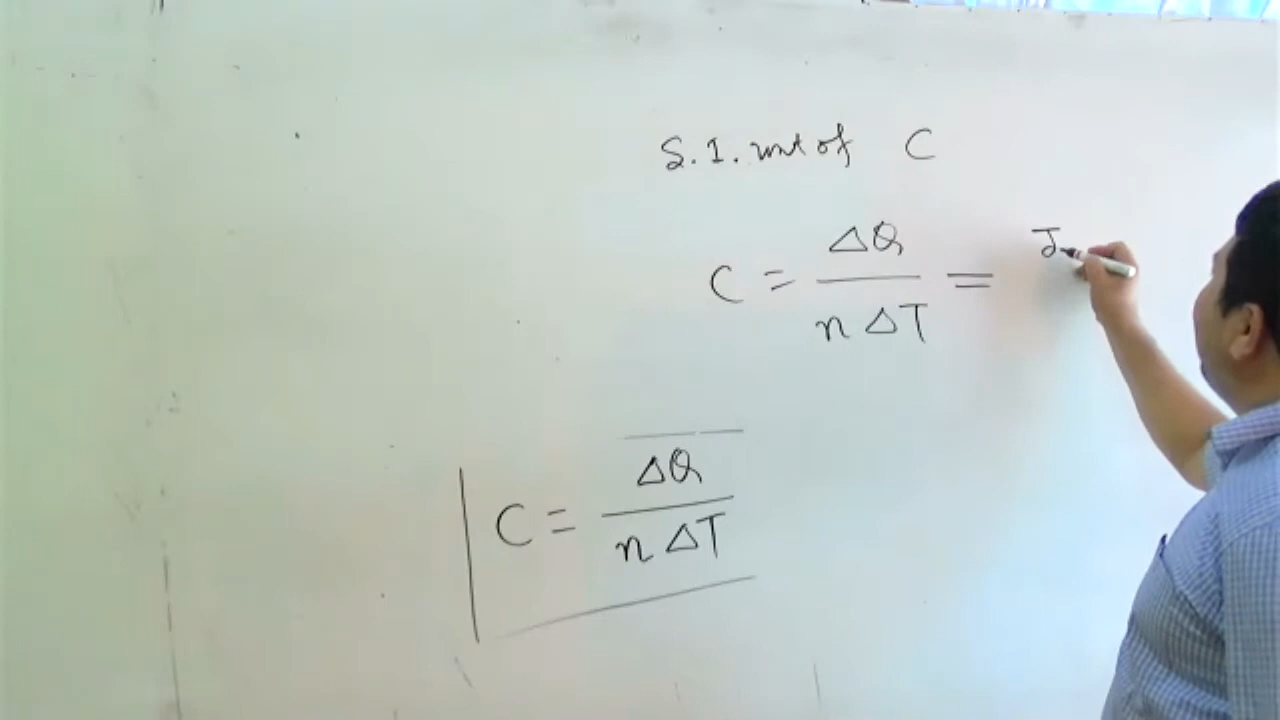 S.I. unit of C
C = ΔQ / n ΔT = J
C = ΔQ / n ΔT